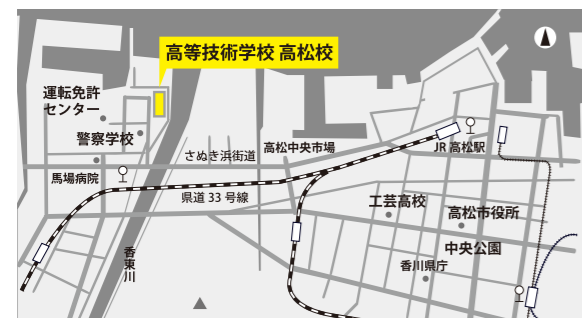 高等技術学校 高松校
運転免許
センター
警察学校
さぬき浜街道
高松中央市場
JR 高松駅
馬場病院
県道 33 号線
工芸高校
高松市役所
中央公園
香東川
香川県庁